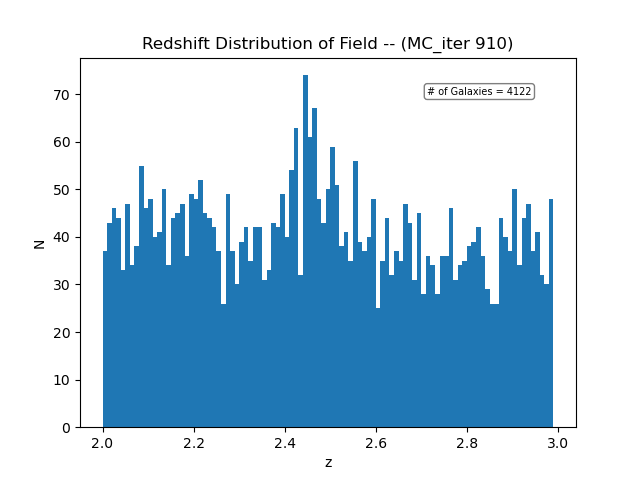 Redshift Distribution of Field -- (MC_iter 910)
# of Galaxies = 4122
70
60
50
40
30
20
10
0
N
2.0 2.2 2.4 2.6 2.8 3.0
z